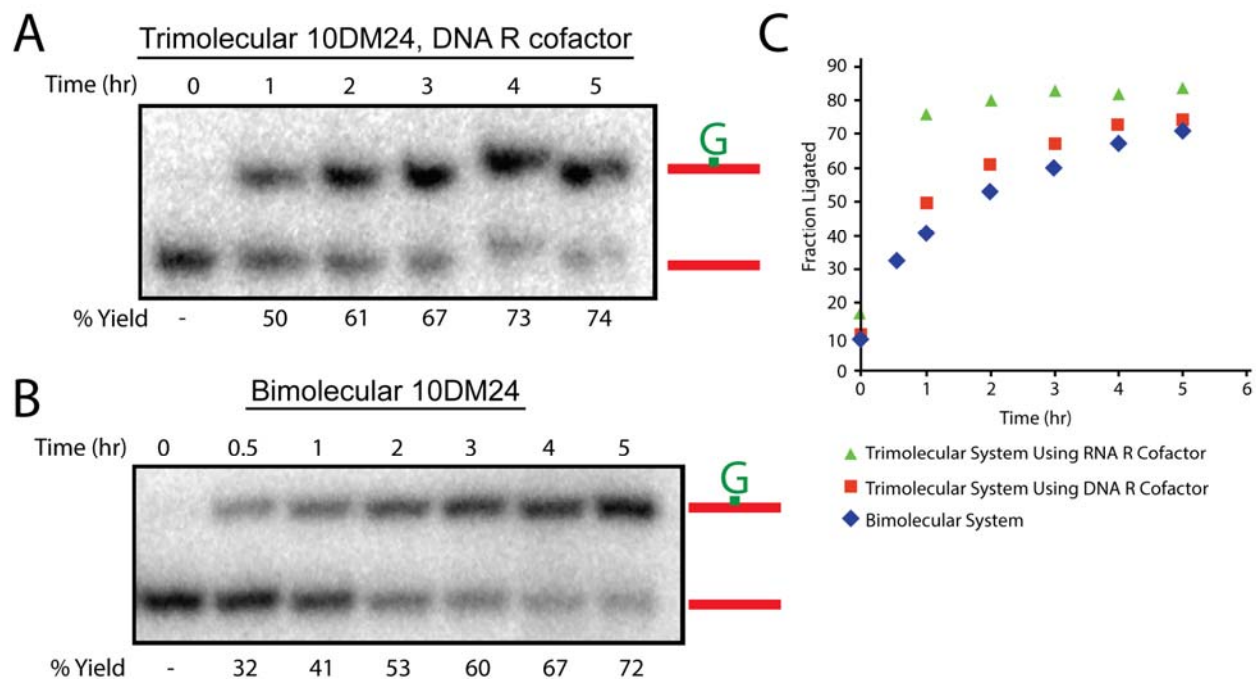 A
Trimolecular 10DM24, DNA R cofactor
Time (hr) 0 1 2 3 4 5
G
% Yield - 50 61 67 73 74
B
Bimolecular 10DM24
Time (hr) 0 0.5 1 2 3 4 5
G
% Yield - 32 41 53 60 67 72
C
90
80
70
60
50
40
30
20
10
0
Fraction Ligated
0 1 2 3 4 5 6
Time (hr)
Trimolecular System Using RNA R Cofactor
Trimolecular System Using DNA R Cofactor
Bimolecular System